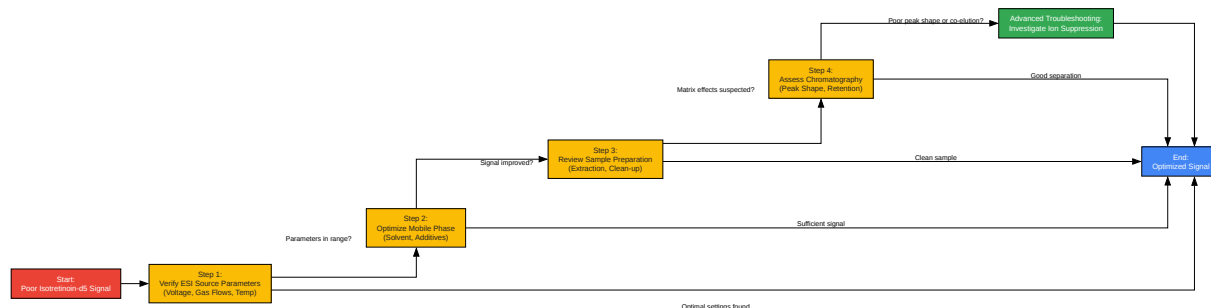 Start:
Poor Isotretinoin-d5 Signal
Step 1:
Verify ESI Source Parameters
(Voltage, Gas Flows, Temp)
Parameters in range?
Optimal settings found
Step 2:
Optimize Mobile Phase
(Solvent, Additives)
Signal improved?
Sufficient signal
Step 3:
Review Sample Preparation
(Extraction, Clean-up)
Matrix effects suspected?
Clean sample
Step 4:
Assess Chromatography
(Peak Shape, Retention)
Poor peak shape or co-elution?
Good separation
Advanced Troubleshooting:
Investigate Ion Suppression
End:
Optimized Signal